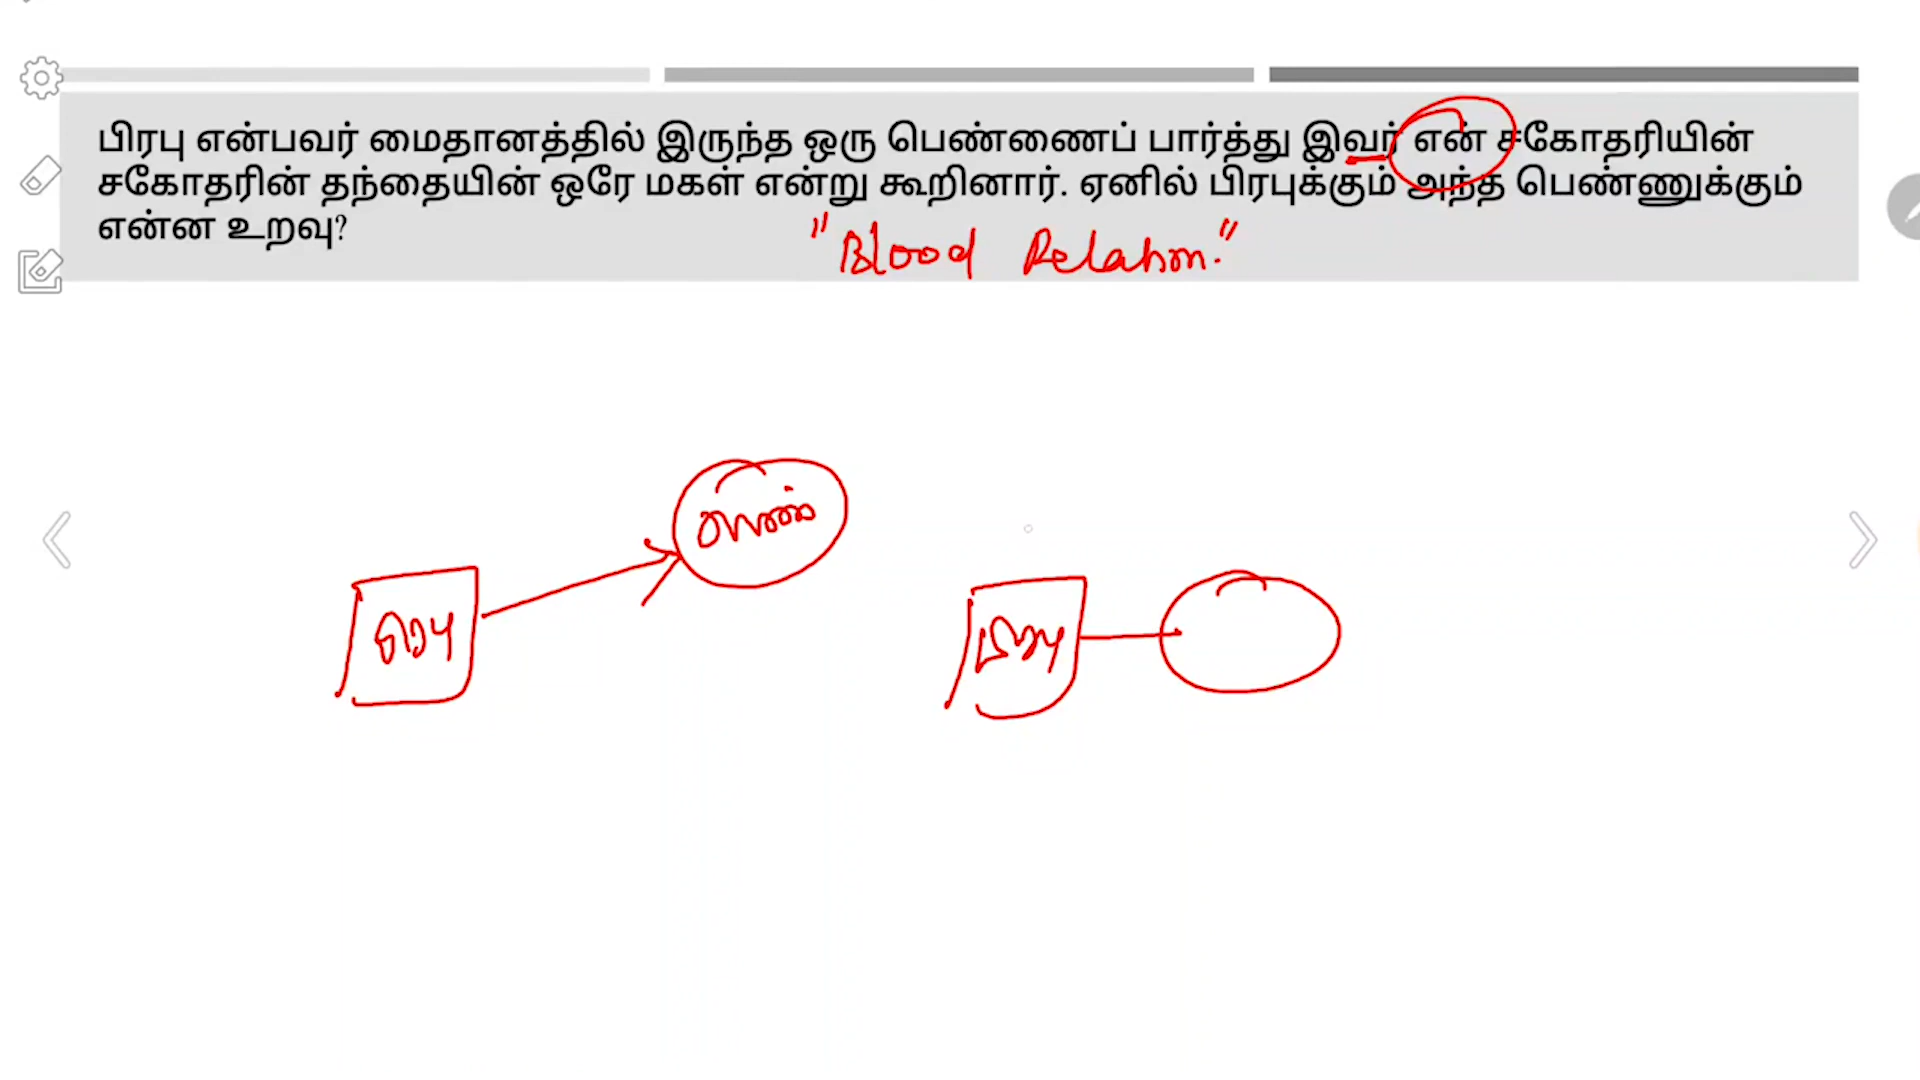 பிரபு என்பவர் மைதானத்தில் இருந்த ஒரு பெண்ணைப் பார்த்து இவர் என் சகோதரியின்
சகோதரின் தந்தையின் ஒரே மகள் என்று கூறினார். ஏனில் பிரபுக்கும் அந்த பெண்ணுக்கும்
என்ன உறவு?
"Blood Relation."
பெண்
பிரபு
பிரபு